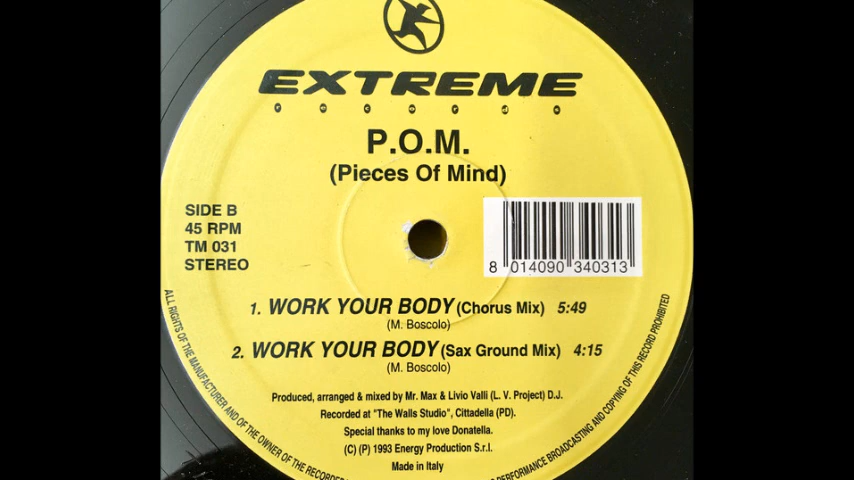 EXTREME
records
P.O.M.
(Pieces Of Mind)
SIDE B
45 RPM
TM 031
STEREO
8 014090 340313
1. WORK YOUR BODY (Chorus Mix) 5:49
(M. Boscolo)
2. WORK YOUR BODY (Sax Ground Mix) 4:15
(M. Boscolo)
Produced, arranged & mixed by Mr. Max & Livio Valli (L. V. Project) D.J.
Recorded at "The Walls Studio", Cittadella (PD).
Special thanks to my love Donatella.
(C) (P) 1993 Energy Production S.r.l.
Made in Italy
ALL RIGHTS OF THE MANUFACTURER AND OF THE OWNER OF THE RECORDED
PERFORMANCE BROADCASTING AND COPYING OF THIS RECORD PROHIBITED